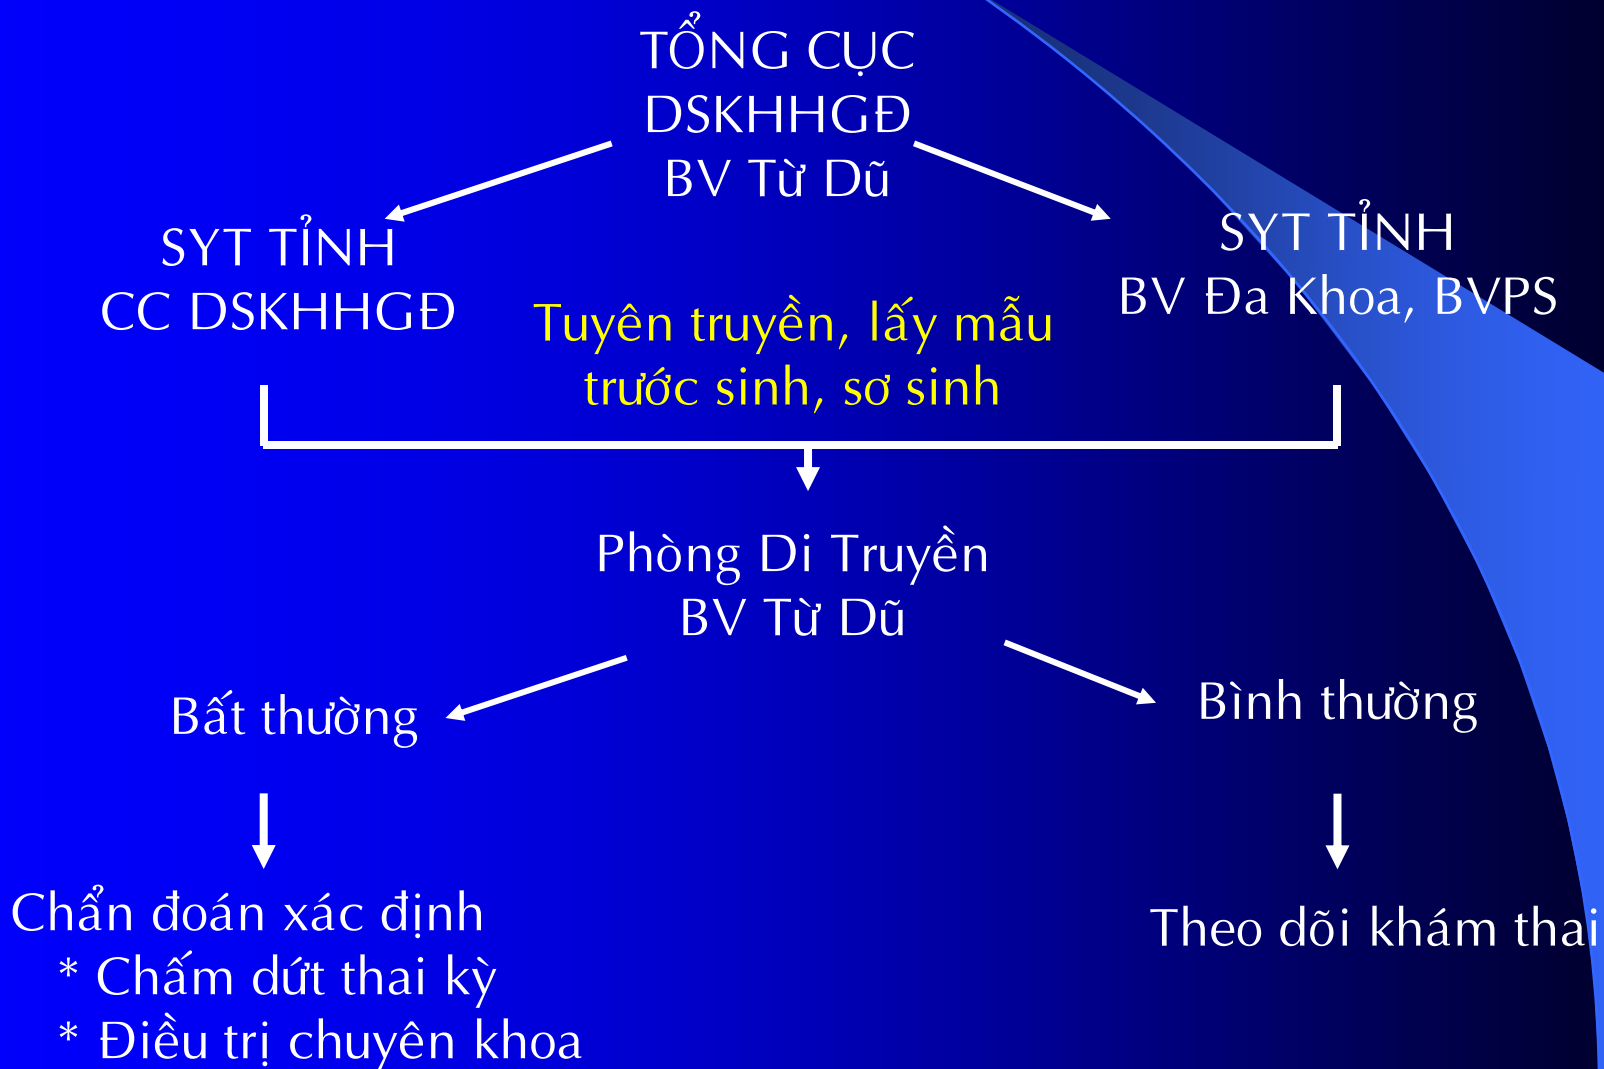 TỔNG CỤC
DSKHHGĐ
BV Từ Dũ
SYT TỈNH
CC DSKHHGĐ
SYT TỈNH
BV Đa Khoa, BVPS
Tuyên truyền, lấy mẫu
trước sinh, sơ sinh
Phòng Di Truyền
BV Từ Dũ
Bất thường
Bình thường
Chẩn đoán xác định
* Chấm dứt thai kỳ
* Điều trị chuyên khoa
Theo dõi khám thai